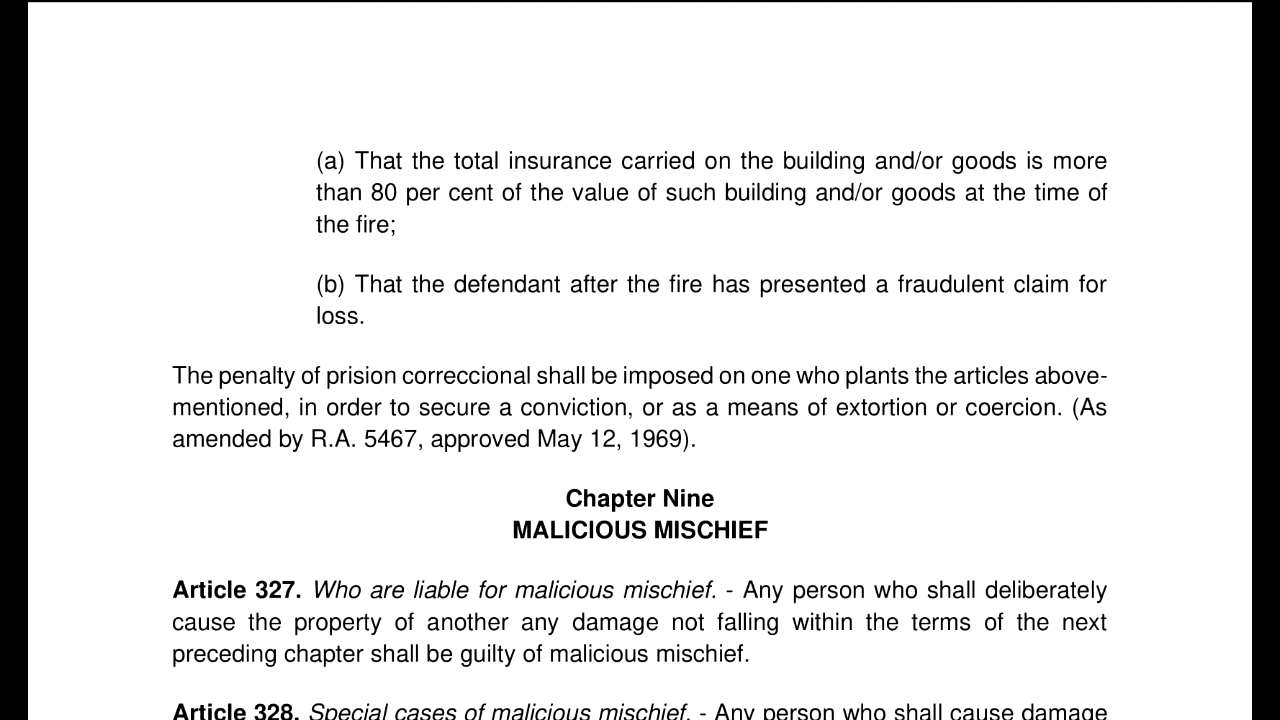 (a) That the total insurance carried on the building and/or goods is more
than 80 per cent of the value of such building and/or goods at the time of
the fire;
(b) That the defendant after the fire has presented a fraudulent claim for
loss.
The penalty of prision correccional shall be imposed on one who plants the articles above-
mentioned, in order to secure a conviction, or as a means of extortion or coercion. (As
amended by R.A. 5467, approved May 12, 1969).
Chapter Nine
MALICIOUS MISCHIEF
Article 327. Who are liable for malicious mischief. - Any person who shall deliberately
cause the property of another any damage not falling within the terms of the next
preceding chapter shall be guilty of malicious mischief.
Article 328. Special cases of malicious mischief. - Any person who shall cause damage